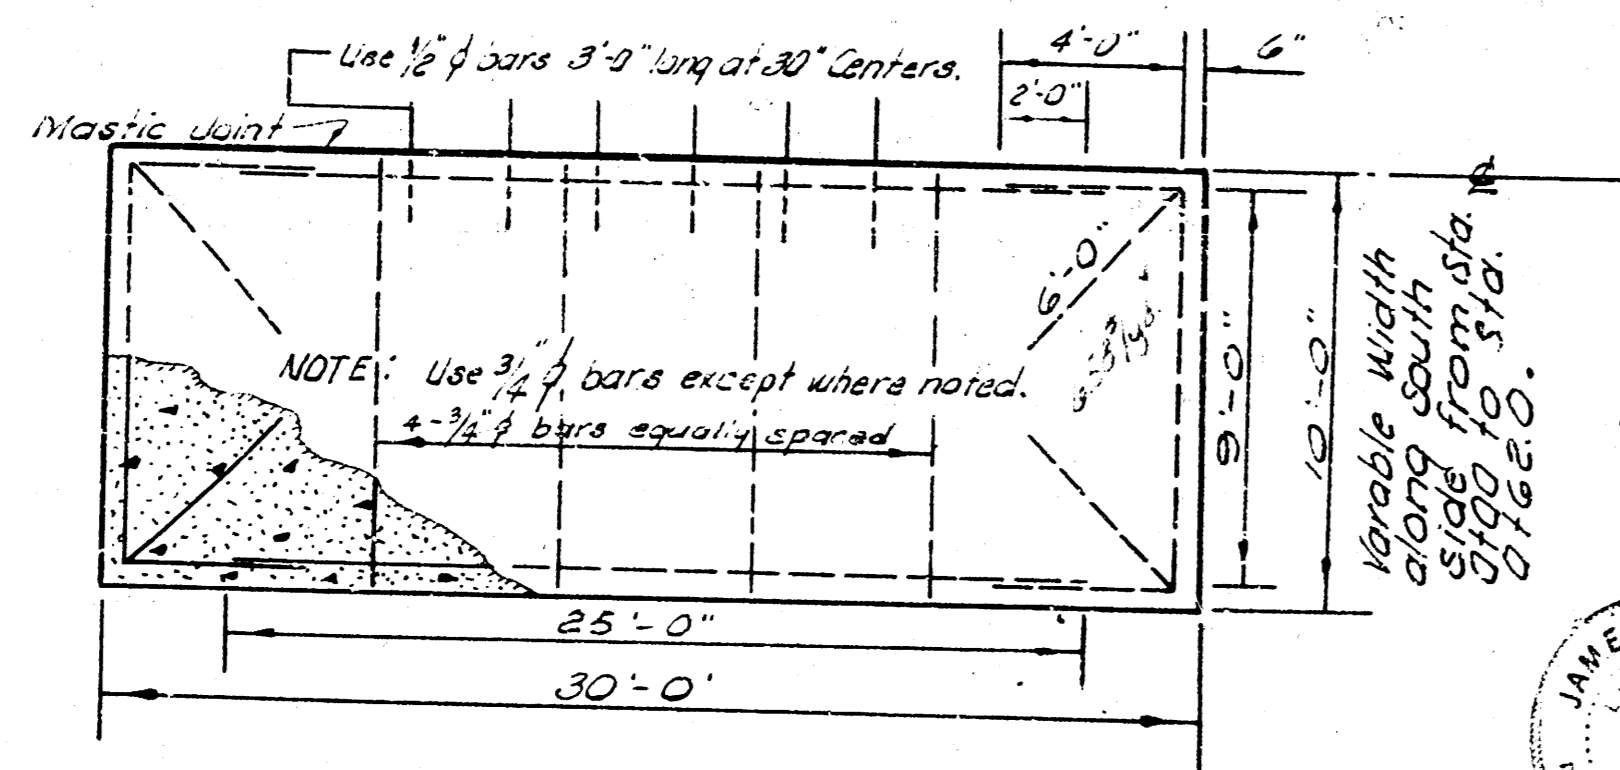 Use 1/2" ϕ bars 3'-0" long at 30" Centers.
4'-0"
6"
2'-0"
Mastic Joint
℄
6'-0"
NOTE: Use 3/4" ϕ bars except where noted.
4-3/4" ϕ bars equally spaced
9'-0"
10'-0"
Varable Width
along South
side from sta.
0+00 to sta.
0+62.0.
25'-0"
30'-0'
JAME